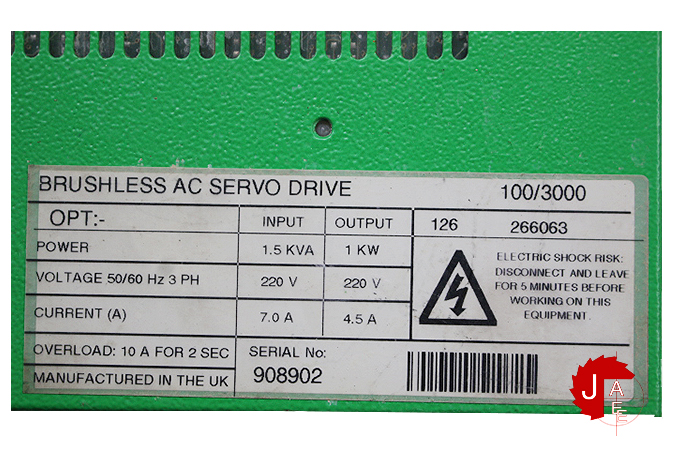 BRUSHLESS AC SERVO DRIVE 100/3000
OPT:- INPUT OUTPUT 126 266063
POWER 1.5 KVA 1 KW
VOLTAGE 50/60 Hz 3 PH 220 V 220 V
CURRENT (A) 7.0 A 4.5 A
ELECTRIC SHOCK RISK:
DISCONNECT AND LEAVE
FOR 5 MINUTES BEFORE
WORKING ON THIS
EQUIPMENT
OVERLOAD: 10 A FOR 2 SEC
MANUFACTURED IN THE UK
SERIAL No:
908902
J A
E
E